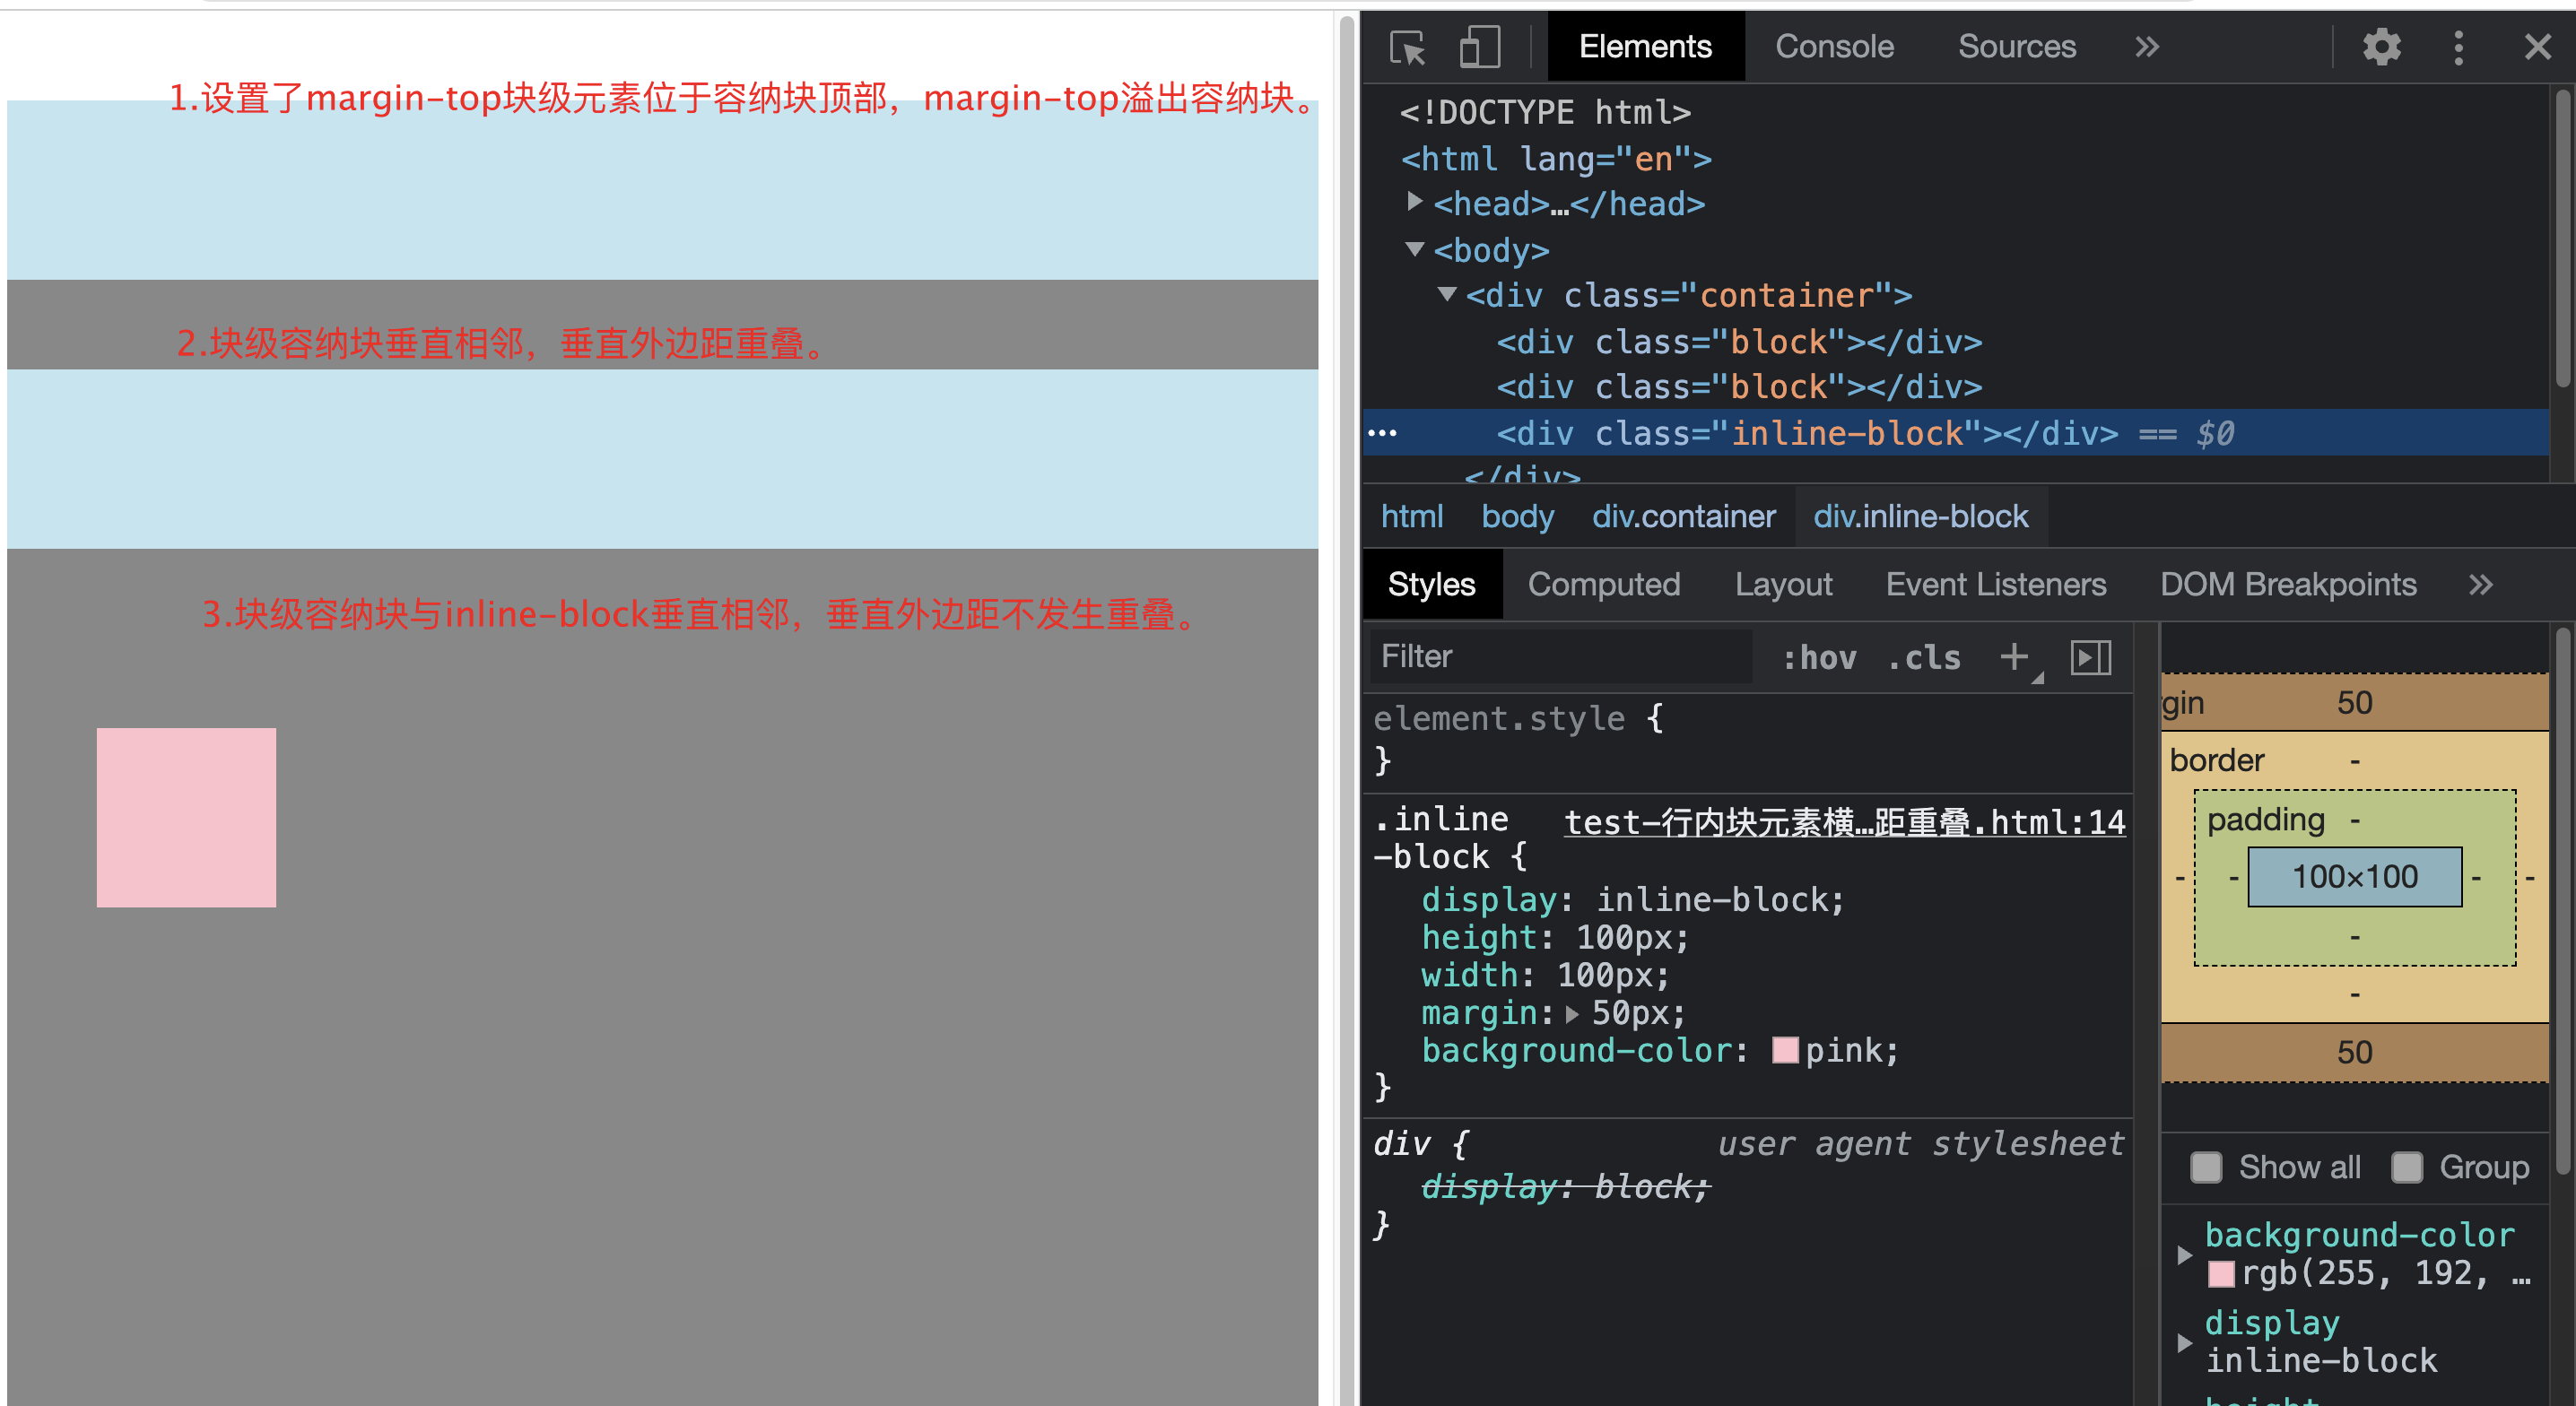 1.设置了margin-top块级元素位于容纳块顶部，margin-top溢出容纳块。
2.块级容纳块垂直相邻，垂直外边距重叠。
3.块级容纳块与inline-block垂直相邻，垂直外边距不发生重叠。
Elements Console Sources »
<!DOCTYPE html>
<html lang="en">
<head>…</head>
<body>
<div class="container">
<div class="block"></div>
<div class="block"></div>
<div class="inline-block"></div> == $0
</div>
html body div.container div.inline-block
Styles Computed Layout Event Listeners DOM Breakpoints »
Filter :hov .cls +
element.style {
}
.inline test-行内块元素横…距重叠.html:14
-block {
display: inline-block;
height: 100px;
width: 100px;
margin: 50px;
background-color: pink;
}
div { user agent stylesheet
display: block;
}
gin 50
border -
padding -
- - 100×100 - -
-
-
50
Show all Group
background-color
rgb(255, 192, …
display
inline-block
height